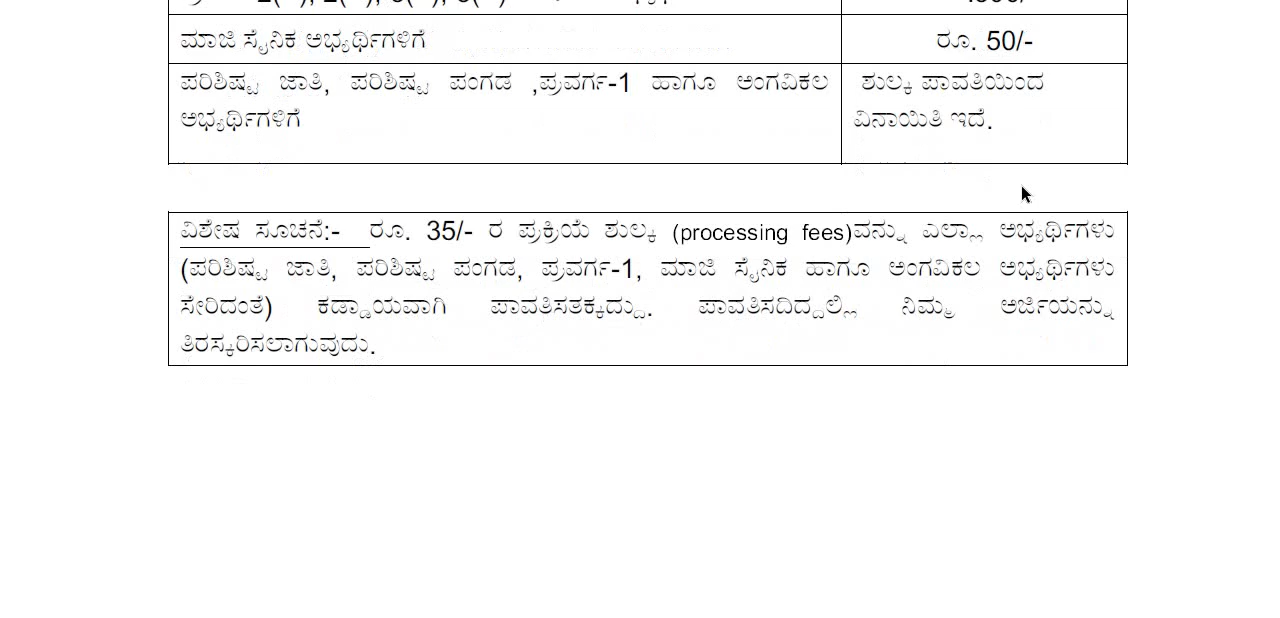 ಮಾಜಿ ಸೈನಿಕ ಅಭ್ಯರ್ಥಿಗಳಿಗೆ ರೂ. 50/-
ಪರಿಶಿಷ್ಟ ಜಾತಿ, ಪರಿಶಿಷ್ಟ ಪಂಗಡ ,ಪ್ರವರ್ಗ-1 ಹಾಗೂ ಅಂಗವಿಕಲ ಶುಲ್ಕ ಪಾವತಿಯಿಂದ
ಅಭ್ಯರ್ಥಿಗಳಿಗೆ ವಿನಾಯಿತಿ ಇದೆ.
ವಿಶೇಷ ಸೂಚನೆ:- ರೂ. 35/- ರ ಪ್ರಕ್ರಿಯೆ ಶುಲ್ಕ (processing fees)ವನ್ನು ಎಲ್ಲಾ ಅಭ್ಯರ್ಥಿಗಳು
(ಪರಿಶಿಷ್ಟ ಜಾತಿ, ಪರಿಶಿಷ್ಟ ಪಂಗಡ, ಪ್ರವರ್ಗ-1, ಮಾಜಿ ಸೈನಿಕ ಹಾಗೂ ಅಂಗವಿಕಲ ಅಭ್ಯರ್ಥಿಗಳು
ಸೇರಿದಂತೆ) ಕಡ್ಡಾಯವಾಗಿ ಪಾವತಿಸತಕ್ಕದ್ದು. ಪಾವತಿಸದಿದ್ದಲ್ಲಿ ನಿಮ್ಮ ಅರ್ಜಿಯನ್ನು
ತಿರಸ್ಕರಿಸಲಾಗುವುದು.